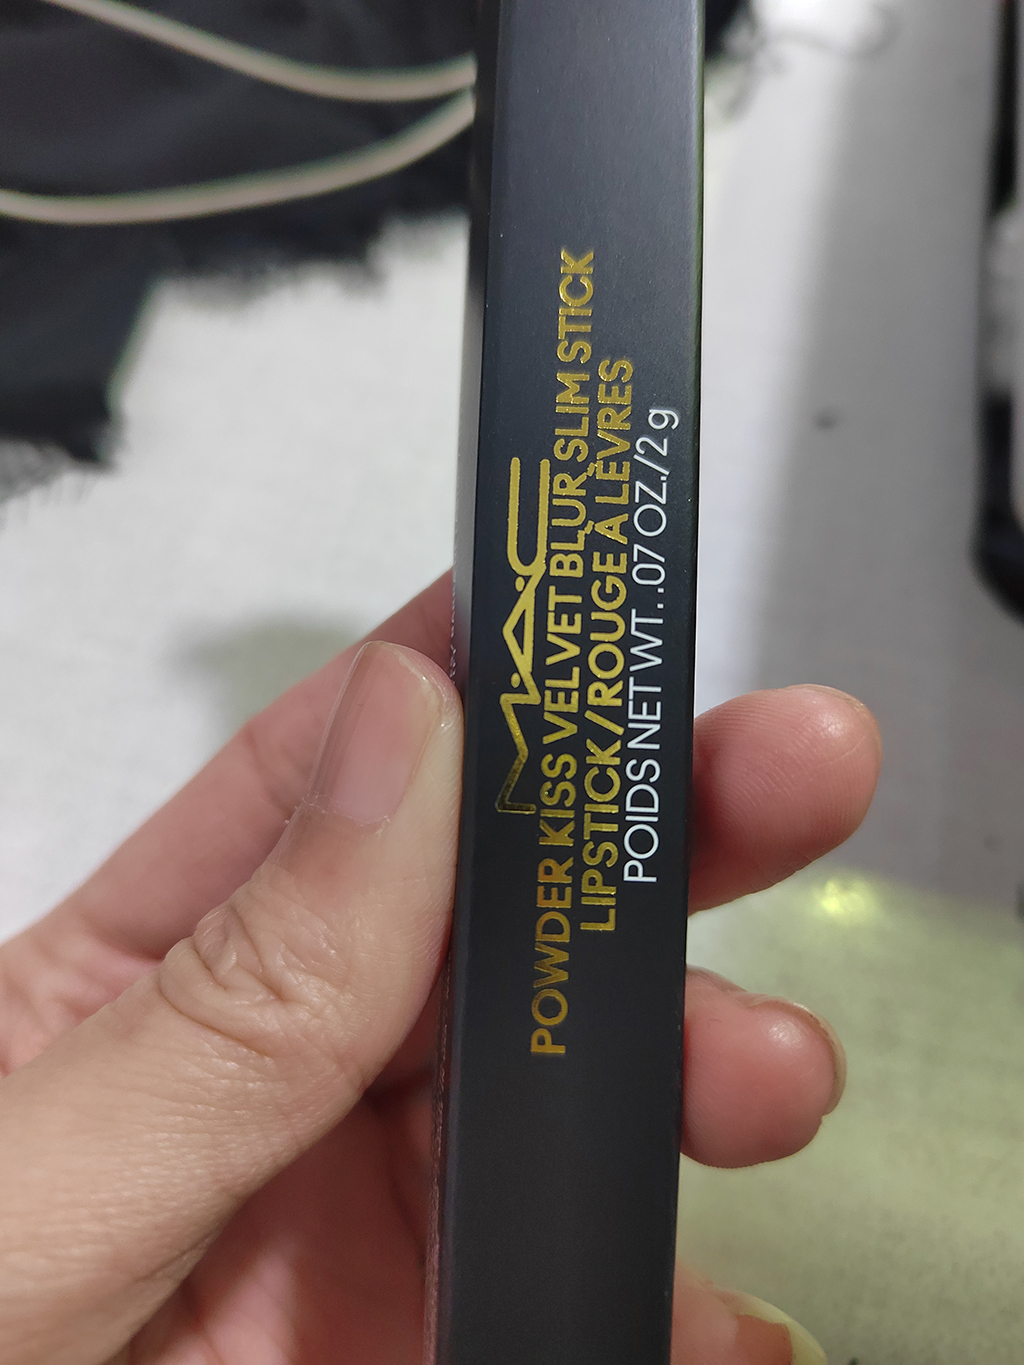 M·A·C
POWDER KISS VELVET BLUR SLIM STICK
LIPSTICK/ROUGE À LÈVRES
POIDS NET WT. .07 OZ./2 g